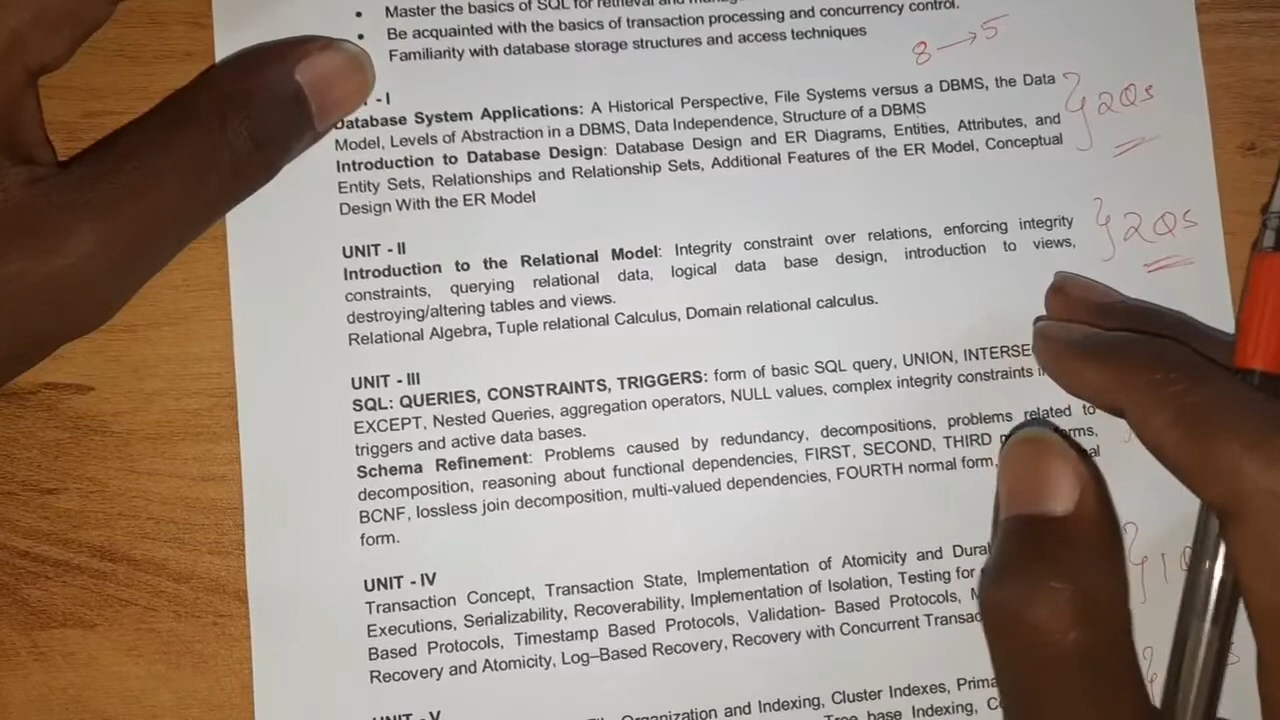 Master the basics of SQL for retrieval and
Be acquainted with the basics of transaction processing and concurrency control.
Familiarity with database storage structures and access techniques
8 → 5
- I
Database System Applications: A Historical Perspective, File Systems versus a DBMS, the Data
Model, Levels of Abstraction in a DBMS, Data Independence, Structure of a DBMS
2Qs
Introduction to Database Design: Database Design and ER Diagrams, Entities, Attributes, and
Entity Sets, Relationships and Relationship Sets, Additional Features of the ER Model, Conceptual
Design With the ER Model
UNIT - II
Introduction to the Relational Model: Integrity constraint over relations, enforcing integrity
constraints, querying relational data, logical data base design, introduction to views,
destroying/altering tables and views.
2Qs
Relational Algebra, Tuple relational Calculus, Domain relational calculus.
UNIT - III
SQL: QUERIES, CONSTRAINTS, TRIGGERS: form of basic SQL query, UNION, INTERSE
EXCEPT, Nested Queries, aggregation operators, NULL values, complex integrity constraints
triggers and active data bases.
Schema Refinement: Problems caused by redundancy, decompositions, problems related to
decomposition, reasoning about functional dependencies, FIRST, SECOND, THIRD
BCNF, lossless join decomposition, multi-valued dependencies, FOURTH normal form,
form.
UNIT - IV
Transaction Concept, Transaction State, Implementation of Atomicity and Dura
Executions, Serializability, Recoverability, Implementation of Isolation, Testing for
Based Protocols, Timestamp Based Protocols, Validation- Based Protocols,
Recovery and Atomicity, Log–Based Recovery, Recovery with Concurrent Transac
1Q
UNIT - V
Organization and Indexing, Cluster Indexes, Prima
base Indexing,